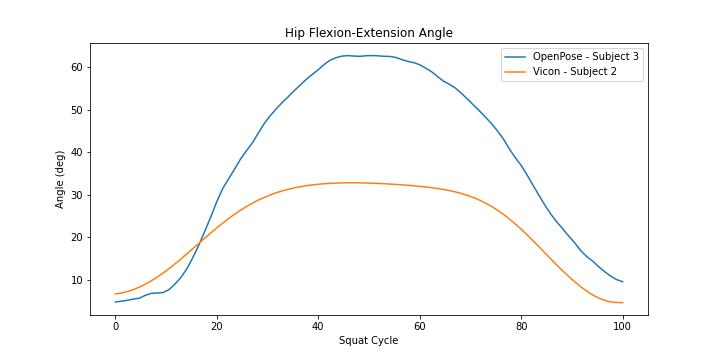 Hip Flexion-Extension Angle
OpenPose - Subject 3
Vicon - Subject 2
60
50
40
30
20
10
Angle (deg)
0 20 40 60 80 100
Squat Cycle